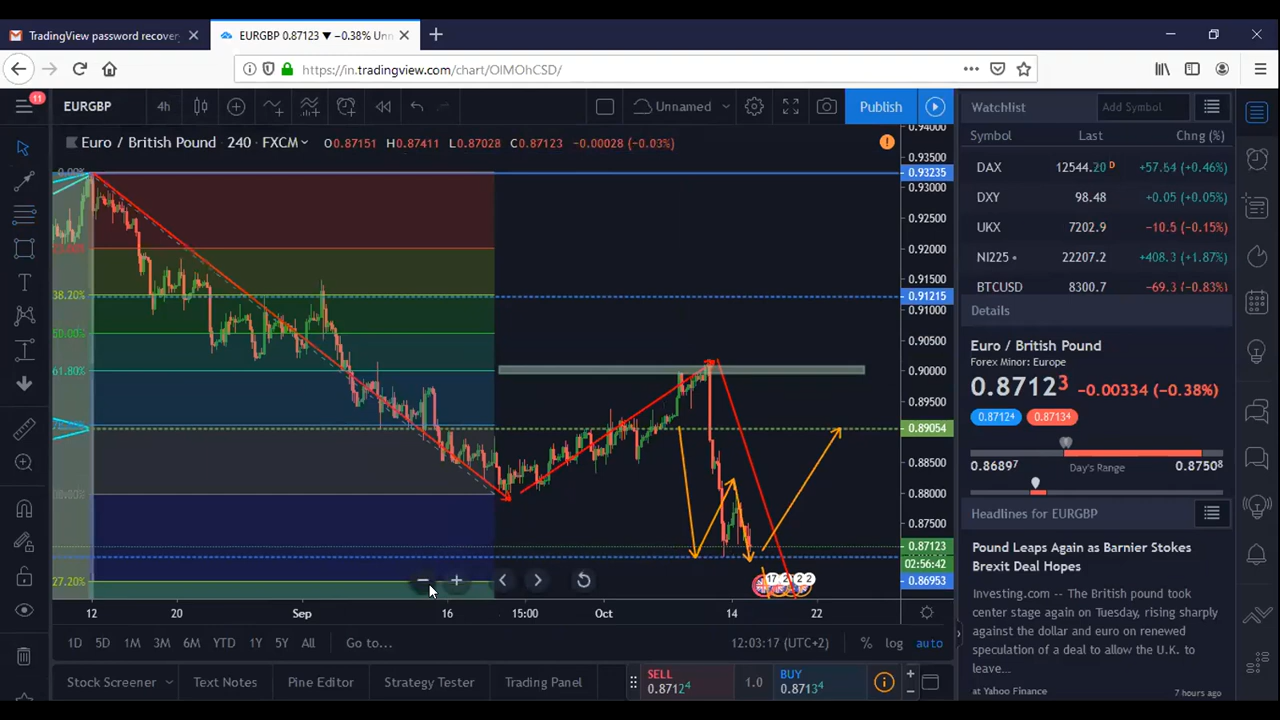 TradingView password recovery
EURGBP 0.87123 ▼ −0.38% Unn
https://in.tradingview.com/chart/OIMOhCSD/
11
EURGBP 4h Unnamed Publish
Euro / British Pound 240 FXCM O0.87151 H0.87411 L0.87028 C0.87123 -0.00028 (-0.03%)
0.94000
0.93500
0.93235
0.93000
0.92500
0.92000
0.91500
0.91215
0.91000
0.90500
0.90000
0.89500
0.89054
0.88500
0.88000
0.87500
0.87123
02:56:42
0.86953
0.00%
38.20%
50.00%
61.80%
27.20%
12 20 Sep 16 15:00 Oct 14 22
1D 5D 1M 3M 6M YTD 1Y 5Y All Go to... 12:03:17 (UTC+2) % log auto
Stock Screener Text Notes Pine Editor Strategy Tester Trading Panel
SELL 0.87124 1.0 BUY 0.87134
Watchlist Add Symbol
Symbol Last Chng (%)
DAX 12544.20 D +57.64 (+0.46%)
DXY 98.48 +0.05 (+0.05%)
UKX 7202.9 −10.5 (−0.15%)
NI225 22207.2 +408.3 (+1.87%)
BTCUSD 8300.7 −69.3 (−0.83%)
Details
Euro / British Pound
Forex Minor: Europe
0.87123 −0.00334 (−0.38%)
0.87124 0.87134
0.86897 Day's Range 0.87508
Headlines for EURGBP
Pound Leaps Again as Barnier Stokes
Brexit Deal Hopes
Investing.com -- The British pound took
center stage again on Tuesday, rising sharply
against the dollar and euro on renewed
speculation of a deal to allow the U.K. to
leave...
at Yahoo Finance 7 hours ago